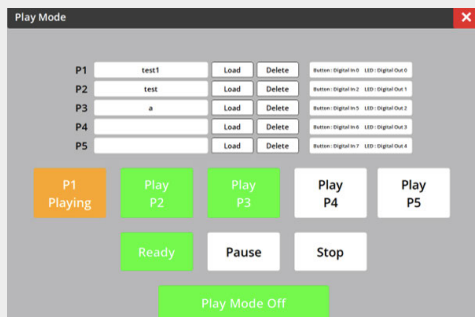 Play Mode
P1 test1 Load Delete Button : Digital In 0 LED : Digital Out 0
P2 test Load Delete Button : Digital In 2 LED : Digital Out 1
P3 a Load Delete Button : Digital In 5 LED : Digital Out 2
P4 Load Delete Button : Digital In 6 LED : Digital Out 3
P5 Load Delete Button : Digital In 7 LED : Digital Out 4
P1 Playing
Play P2
Play P3
Play P4
Play P5
Ready Pause Stop
Play Mode Off